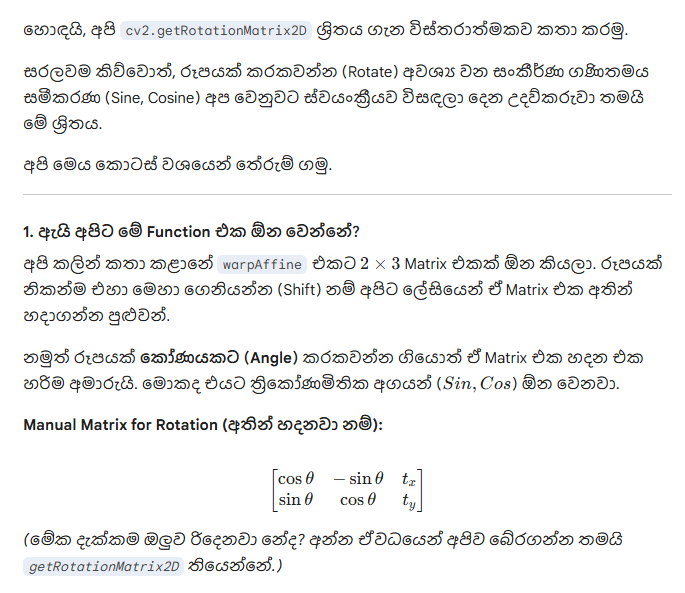 හොඳයි, අපි cv2.getRotationMatrix2D ශ්‍රිතය ගැන විස්තරාත්මකව කතා කරමු.
සරලවම කිව්වොත්, රූපයක් කරකවන්න (Rotate) අවශ්‍ය වන සංකීර්ණ ගණිතමය
සමීකරණ (Sine, Cosine) අප වෙනුවට ස්වයංක්‍රීයව විසඳලා දෙන උදව්කරුවා තමයි
මේ ශ්‍රිතය.
අපි මෙය කොටස් වශයෙන් තේරුම් ගමු.
1. ඇයි අපිට මේ Function එක ඕන වෙන්නේ?
අපි කලින් කතා කළානේ warpAffine එකට 2 × 3 Matrix එකක් ඕන කියලා. රූපයක්
නිකන්ම එහා මෙහා ගෙනියන්න (Shift) නම් අපිට ලේසියෙන් ඒ Matrix එක අතින්
හදාගන්න පුළුවන්.
නමුත් රූපයක් කෝණයකට (Angle) කරකවන්න ගියොත් ඒ Matrix එක හදන එක
හරිම අමාරුයි. මොකද එයට ත්‍රිකෝණමිතික අගයන් (Sin, Cos) ඕන වෙනවා.
Manual Matrix for Rotation (අතින් හදනවා නම්):
cos θ − sin θ tx
sin θ cos θ ty
(මේක දැක්කම ඔලුව රිදෙනවා නේද? අන්න ඒවධයෙන් අපිව බේරගන්න තමයි
getRotationMatrix2D තියෙන්නේ.)